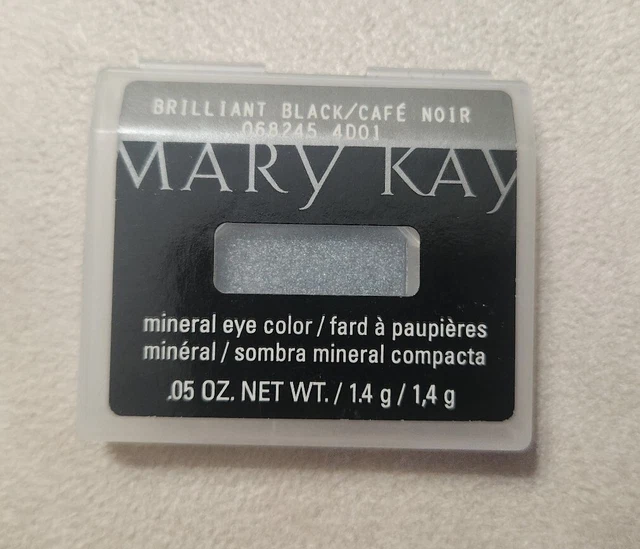 BRILLIANT BLACK/CAFÉ NOIR
068245 4D01
MARY KAY
mineral eye color / fard à paupières
minéral / sombra mineral compacta
.05 OZ. NET WT. / 1.4 g / 1,4 g